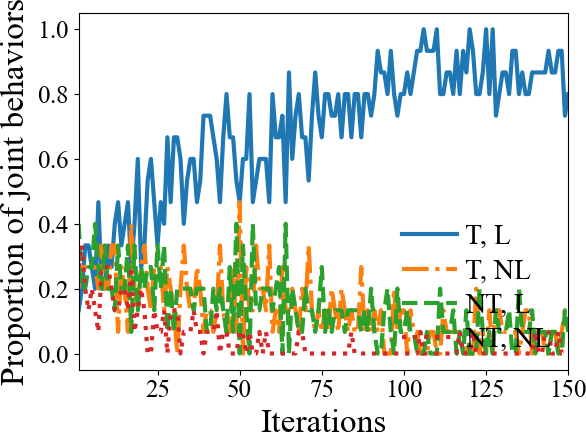 Proportion of joint behaviors
1.0
0.8
0.6
0.4
0.2
0.0
T, L
T, NL
NT, L
NT, NL
25 50 75 100 125 150
Iterations